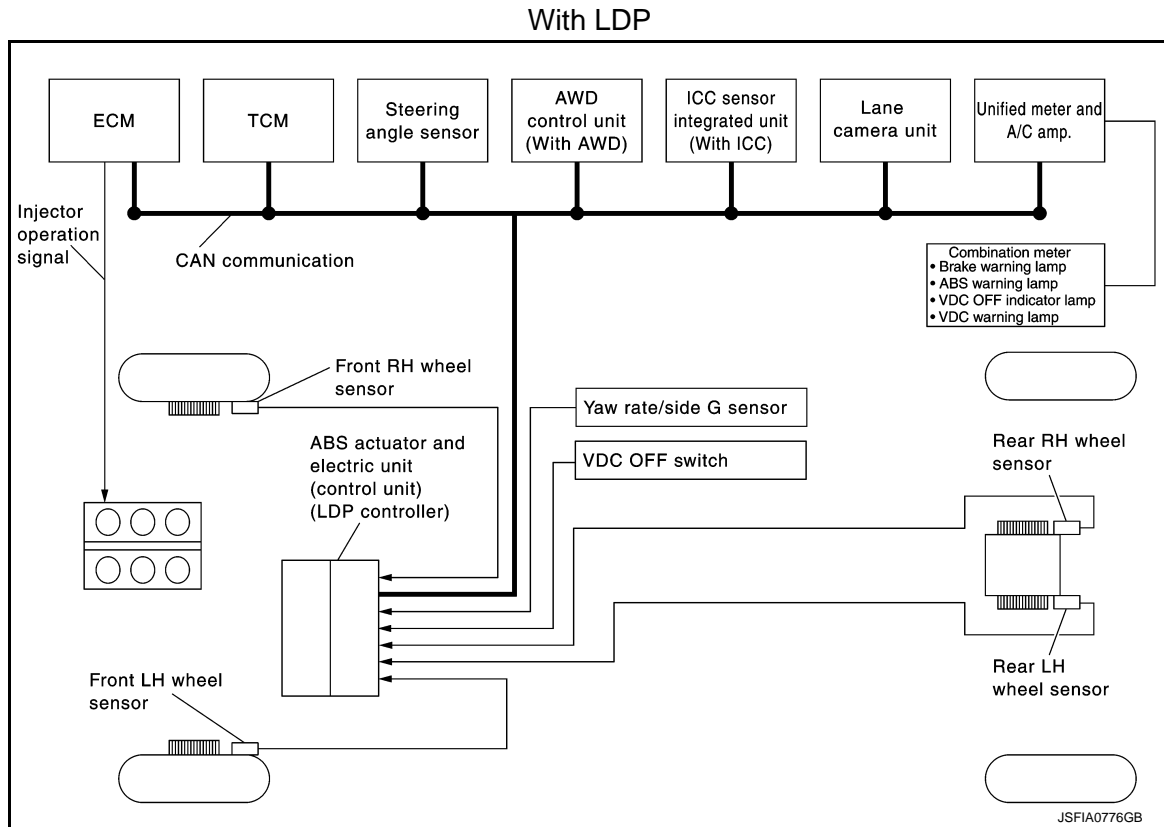 With LDP
ECM
TCM
Steering
angle sensor
AWD
control unit
(With AWD)
ICC sensor
integrated unit
(With ICC)
Lane
camera unit
Unified meter and
A/C amp.
Injector
operation
signal
CAN communication
Combination meter
• Brake warning lamp
• ABS warning lamp
• VDC OFF indicator lamp
• VDC warning lamp
Front RH wheel
sensor
Yaw rate/side G sensor
ABS actuator and
electric unit
(control unit)
(LDP controller)
VDC OFF switch
Rear RH wheel
sensor
Front LH wheel
sensor
Rear LH
wheel sensor
JSFIA0776GB